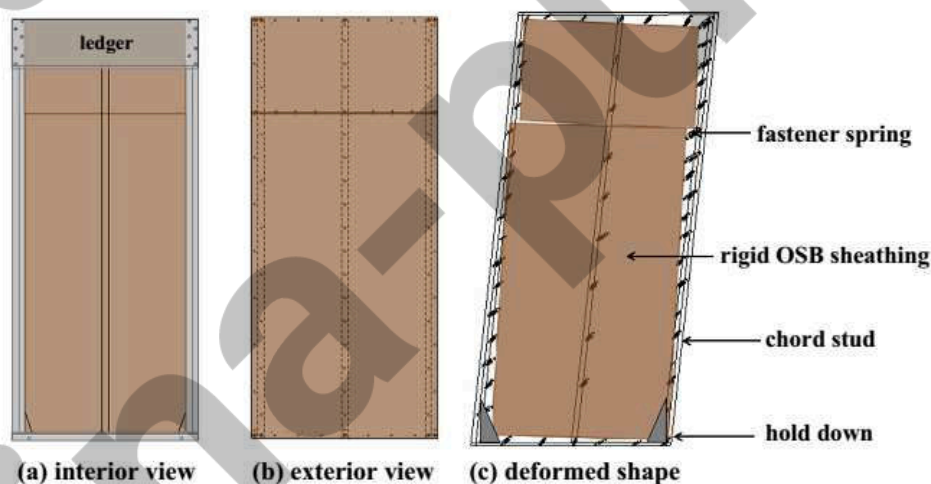 ledger
fastener spring
rigid OSB sheathing
chord stud
hold down
(a) interior view (b) exterior view (c) deformed shape